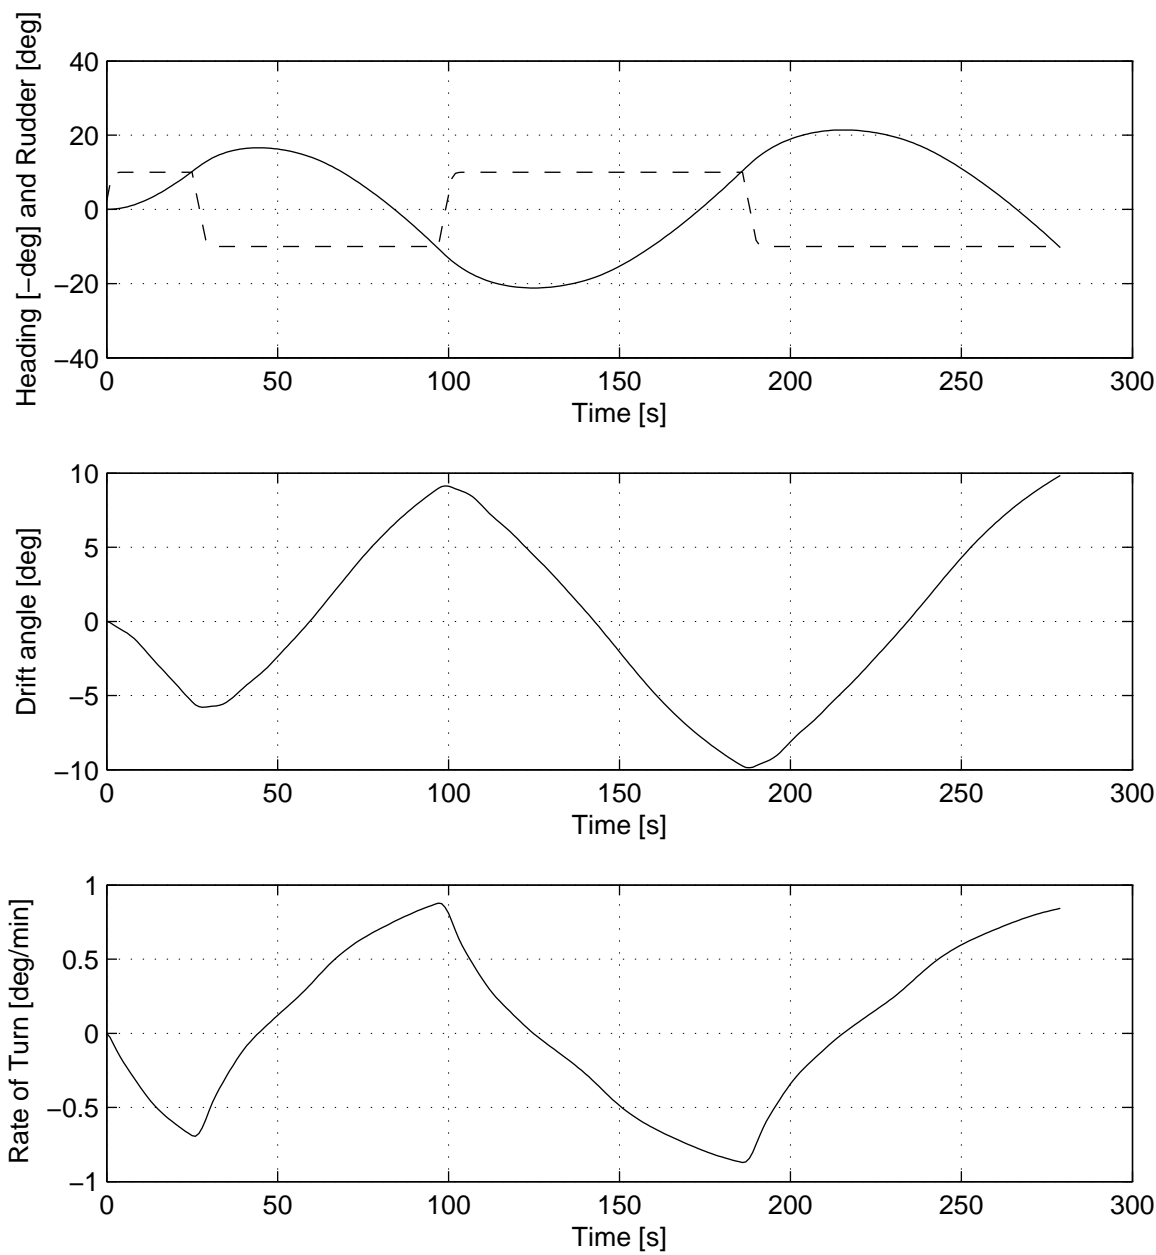 Heading [−deg] and Rudder [deg]
40
20
0
−20
−40
0 50 100 150 200 250 300
Time [s]
Drift angle [deg]
10
5
0
−5
−10
0 50 100 150 200 250 300
Time [s]
Rate of Turn [deg/min]
1
0.5
0
−0.5
−1
0 50 100 150 200 250 300
Time [s]